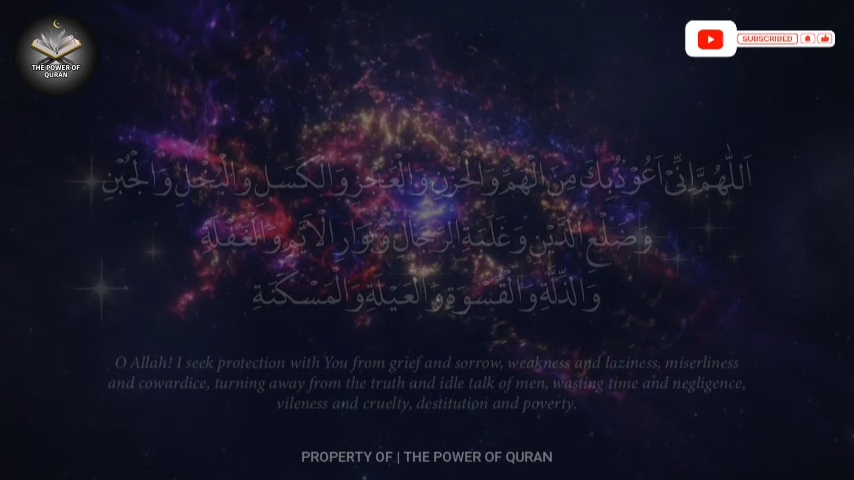 THE POWER OF
QURAN
SUBSCRIBED
اَللّٰهُمَّ اِنِّىْ اَعُوْذُ بِكَ مِنَ الْهَمِّ وَالْحُزْنِ وَالْعَجْزِ وَالْكَسَلِ وَالْبُخْلِ وَالْجُبْنِ
وَضَلْعِ الدَّيْنِ وَغَلَبَةِ الرِّجَالِ وَبَوَارِ الْاَيِّمِ وَالْغَفْلَةِ
وَالذِّلَّةِ وَالْقَسْوَةِ وَالْعَيْلَةِ وَالْمَسْكَنَةِ
O Allah! I seek protection with You from grief and sorrow, weakness and laziness, miserliness
and cowardice, turning away from the truth and idle talk of men, wasting time and negligence,
vileness and cruelty, destitution and poverty.
PROPERTY OF | THE POWER OF QURAN